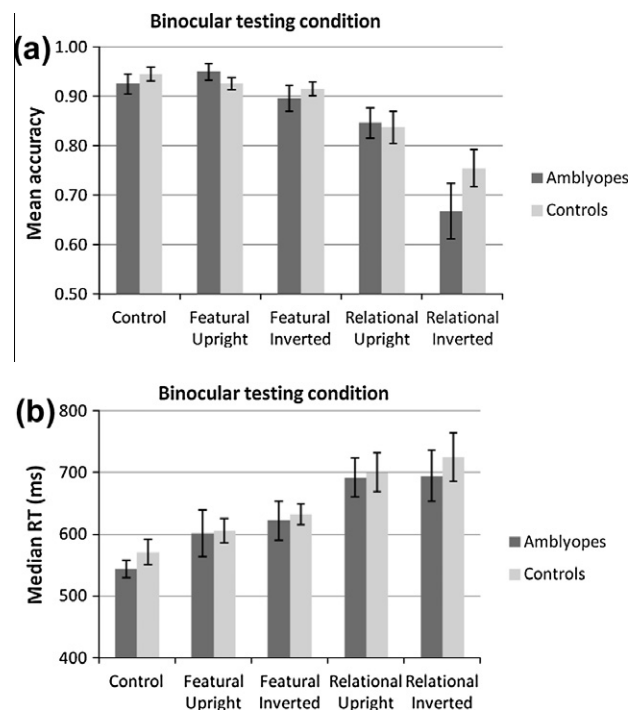 Binocular testing condition
(a)
1.00
0.90
0.80
0.70
0.60
0.50
Mean accuracy
Amblyopes
Controls
Control
Featural
Upright
Featural
Inverted
Relational
Upright
Relational
Inverted
Binocular testing condition
(b)
800
700
600
500
400
Median RT (ms)
Amblyopes
Controls
Control
Featural
Upright
Featural
Inverted
Relational
Upright
Relational
Inverted